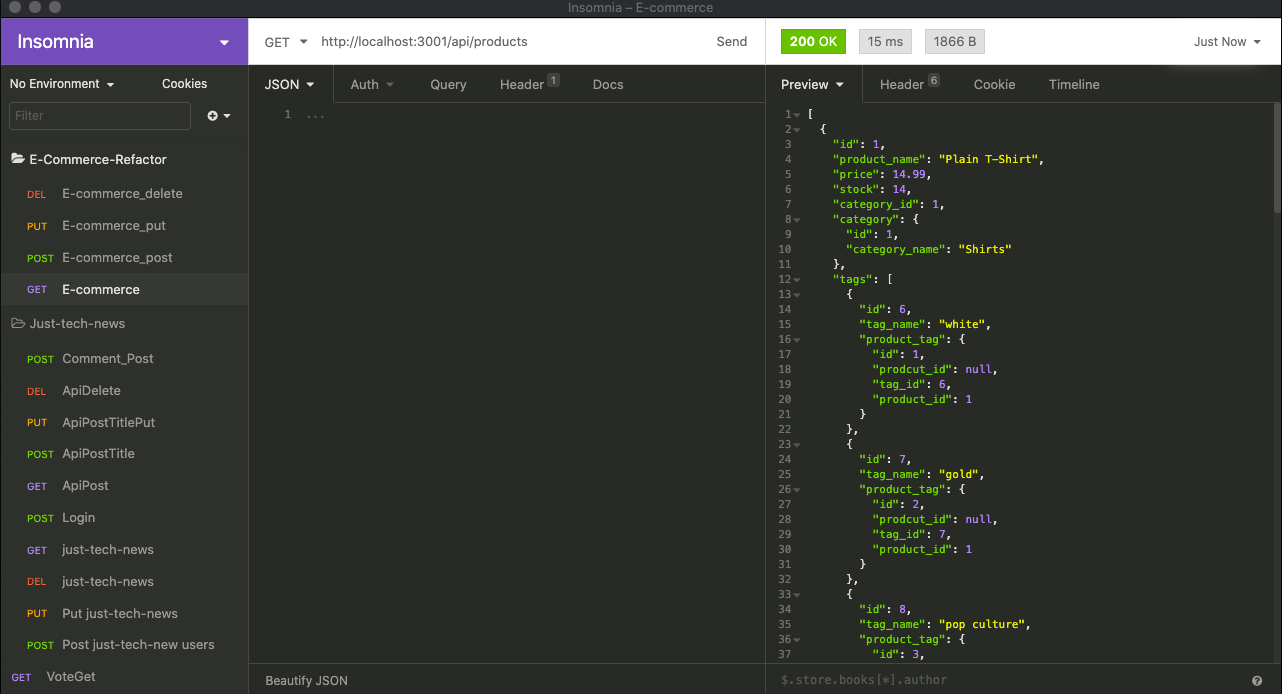 Insomnia – E-commerce
Insomnia
GET http://localhost:3001/api/products Send
200 OK 15 ms 1866 B Just Now
No Environment Cookies
JSON Auth Query Header 1 Docs
Preview Header 6 Cookie Timeline
Filter
E-Commerce-Refactor
DEL E-commerce_delete
PUT E-commerce_put
POST E-commerce_post
GET E-commerce
Just-tech-news
POST Comment_Post
DEL ApiDelete
PUT ApiPostTitlePut
POST ApiPostTitle
GET ApiPost
POST Login
GET just-tech-news
DEL just-tech-news
PUT Put just-tech-news
POST Post just-tech-new users
GET VoteGet
1 ...
Beautify JSON
1 [
2 {
3 "id": 1,
4 "product_name": "Plain T-Shirt",
5 "price": 14.99,
6 "stock": 14,
7 "category_id": 1,
8 "category": {
9 "id": 1,
10 "category_name": "Shirts"
11 },
12 "tags": [
13 {
14 "id": 6,
15 "tag_name": "white",
16 "product_tag": {
17 "id": 1,
18 "prodcut_id": null,
19 "tag_id": 6,
20 "product_id": 1
21 }
22 },
23 {
24 "id": 7,
25 "tag_name": "gold",
26 "product_tag": {
27 "id": 2,
28 "prodcut_id": null,
29 "tag_id": 7,
30 "product_id": 1
31 }
32 },
33 {
34 "id": 8,
35 "tag_name": "pop culture",
36 "product_tag": {
37 "id": 3,
$.store.books[*].author